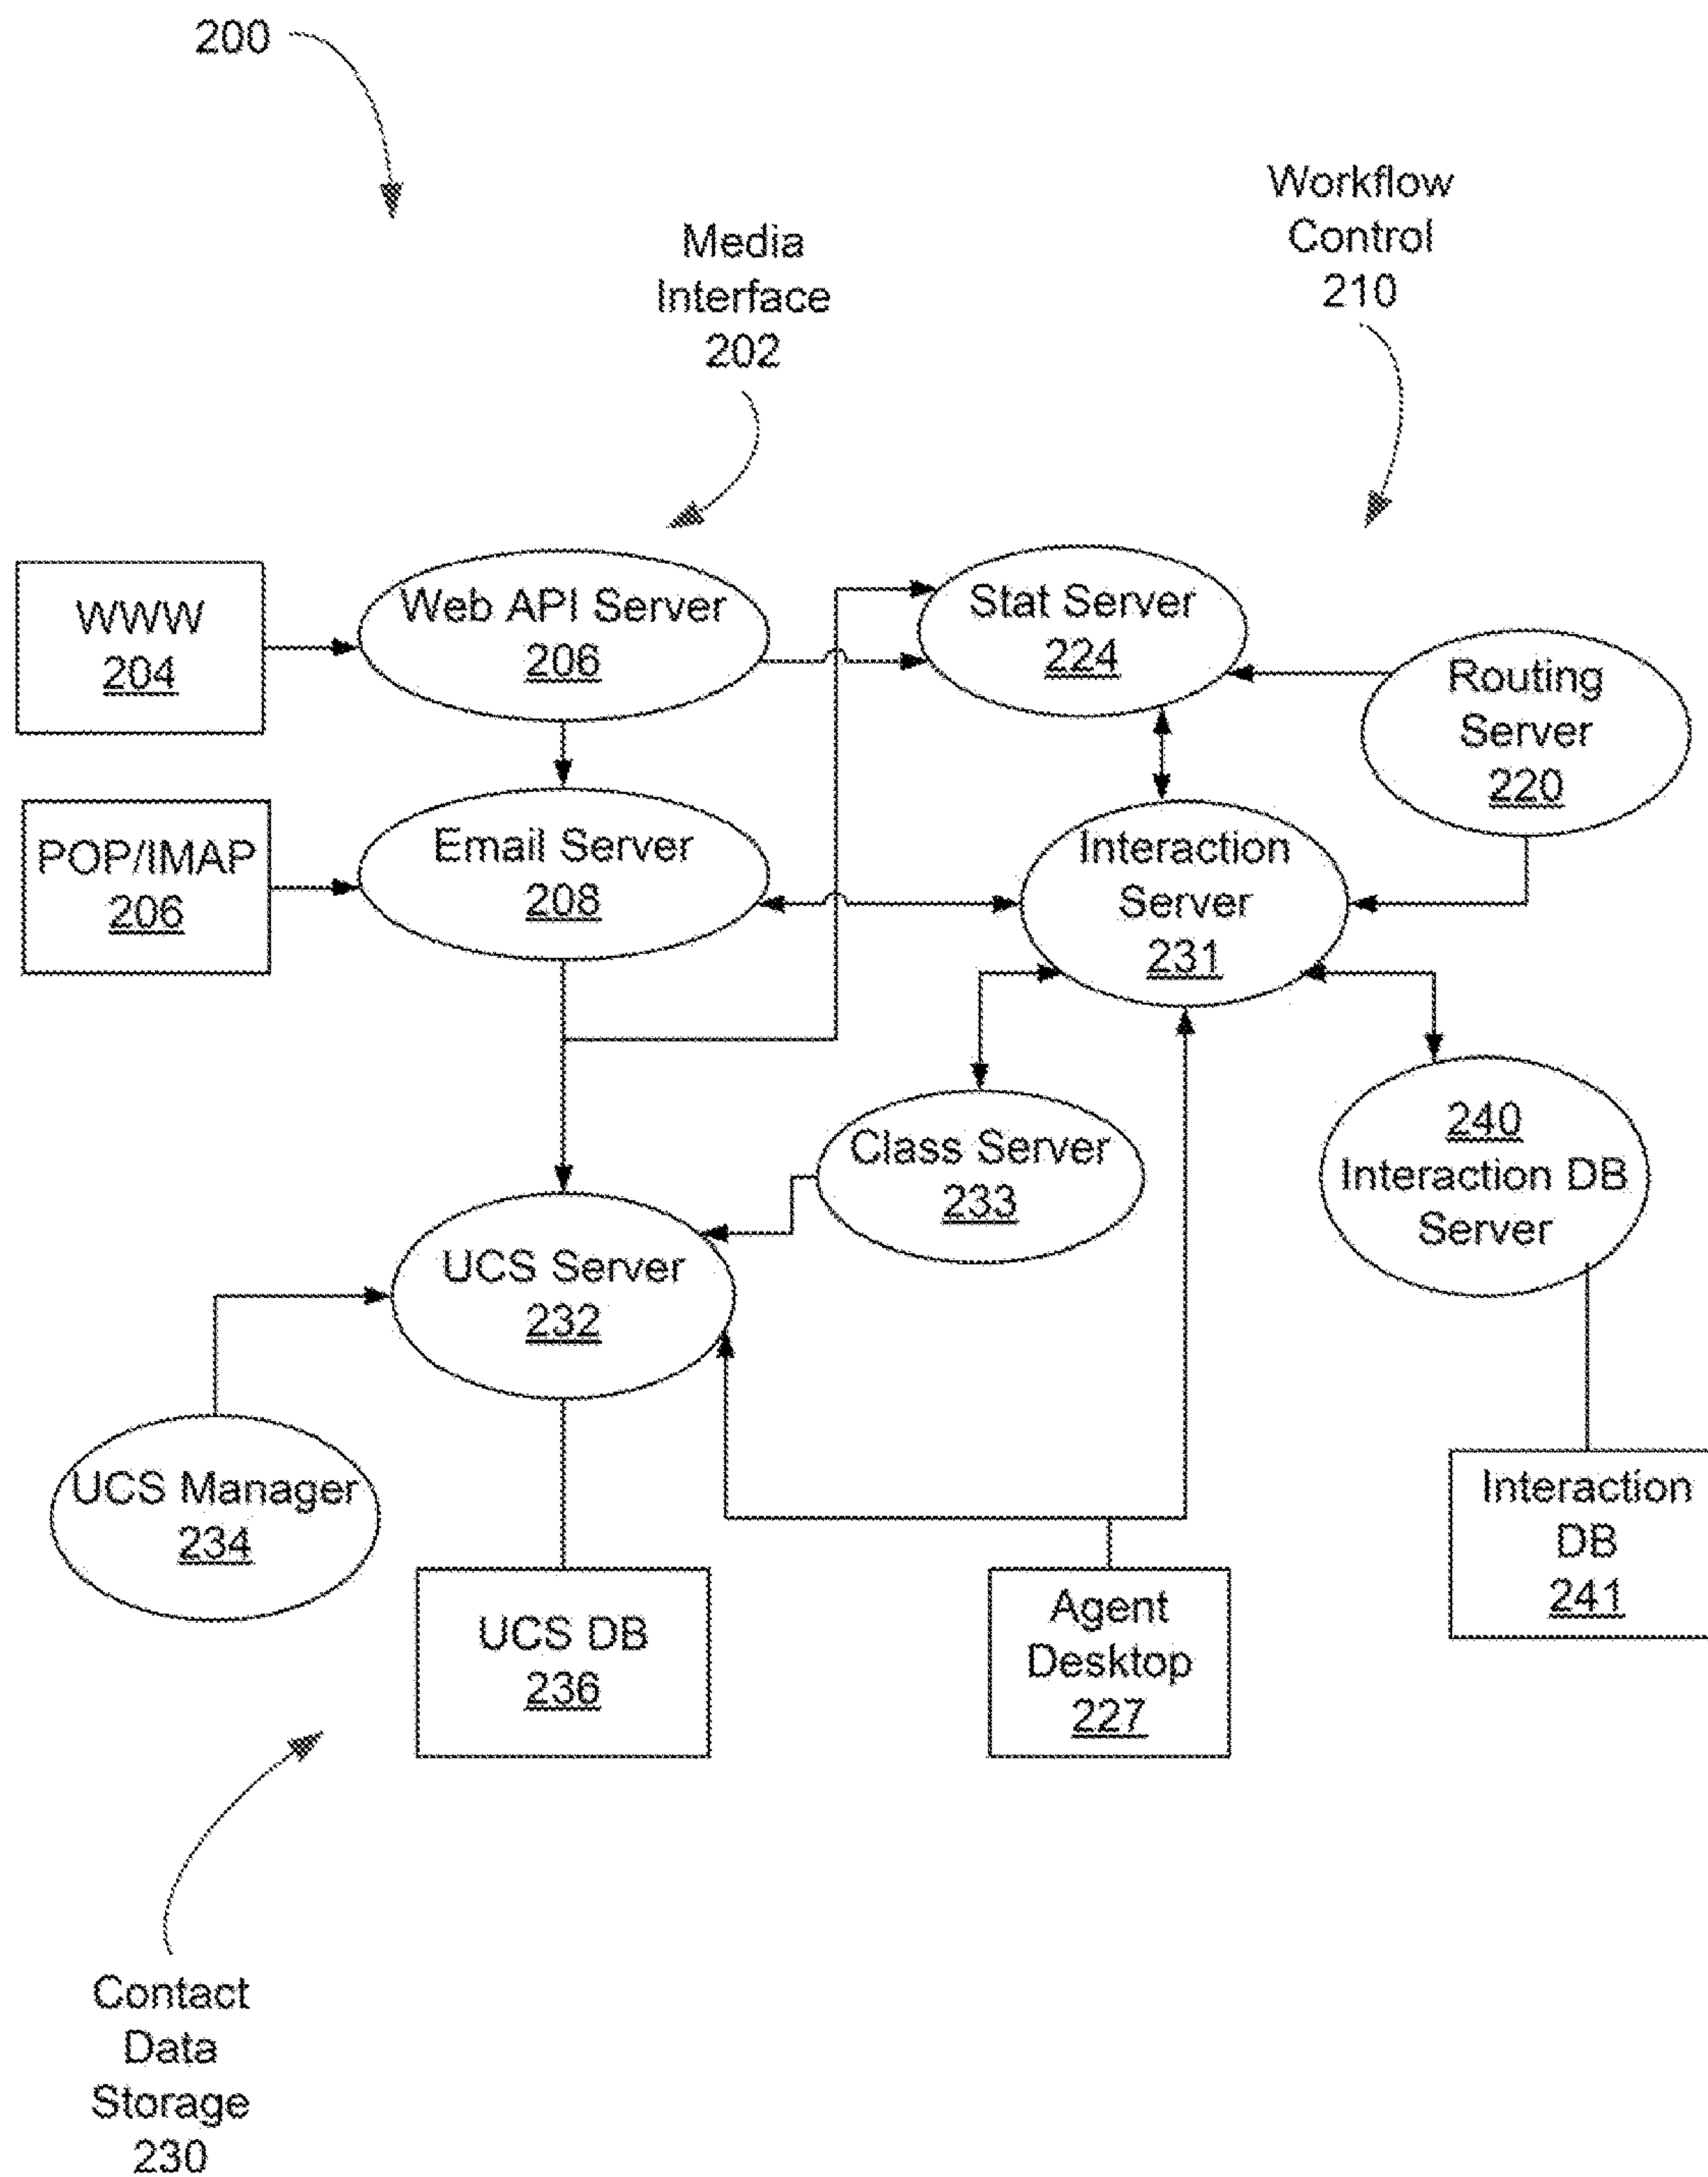 200
Workflow
Control
210
Media
Interface
202
WWW
204
Web API Server
206
Stat Server
224
Routing
Server
220
POP/IMAP
206
Email Server
208
Interaction
Server
231
Class Server
233
240
Interaction DB
Server
UCS Server
232
UCS Manager
234
UCS DB
236
Agent
Desktop
227
Interaction
DB
241
Contact
Data
Storage
230